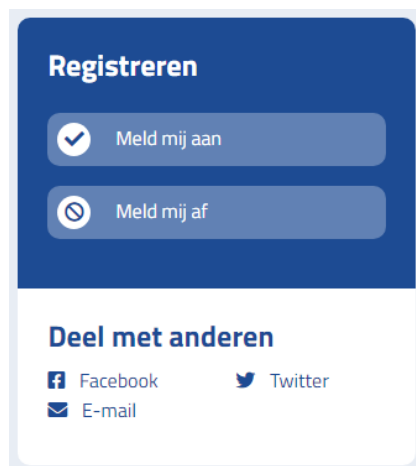 Registreren
Meld mij aan
Meld mij af
Deel met anderen
Facebook Twitter
E-mail